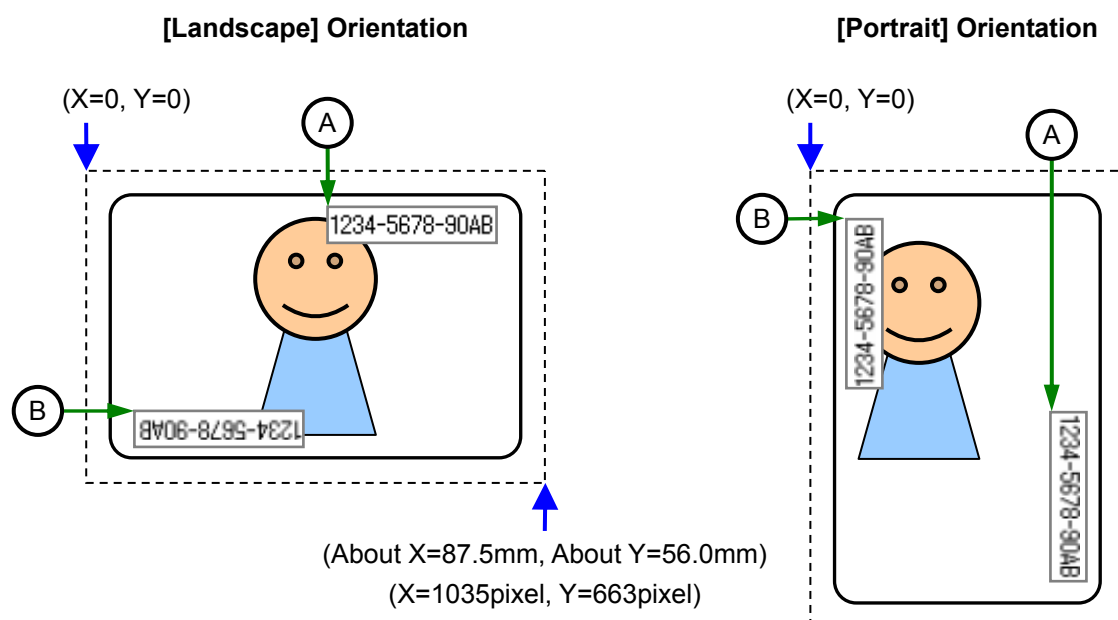 [Landscape] Orientation
[Portrait] Orientation
(X=0, Y=0)
(X=0, Y=0)
A
A
1234-5678-90AB
B
1234-5678-90AB
B
1234-5678-90AB
1234-5678-90AB
(About X=87.5mm, About Y=56.0mm)
(X=1035pixel, Y=663pixel)